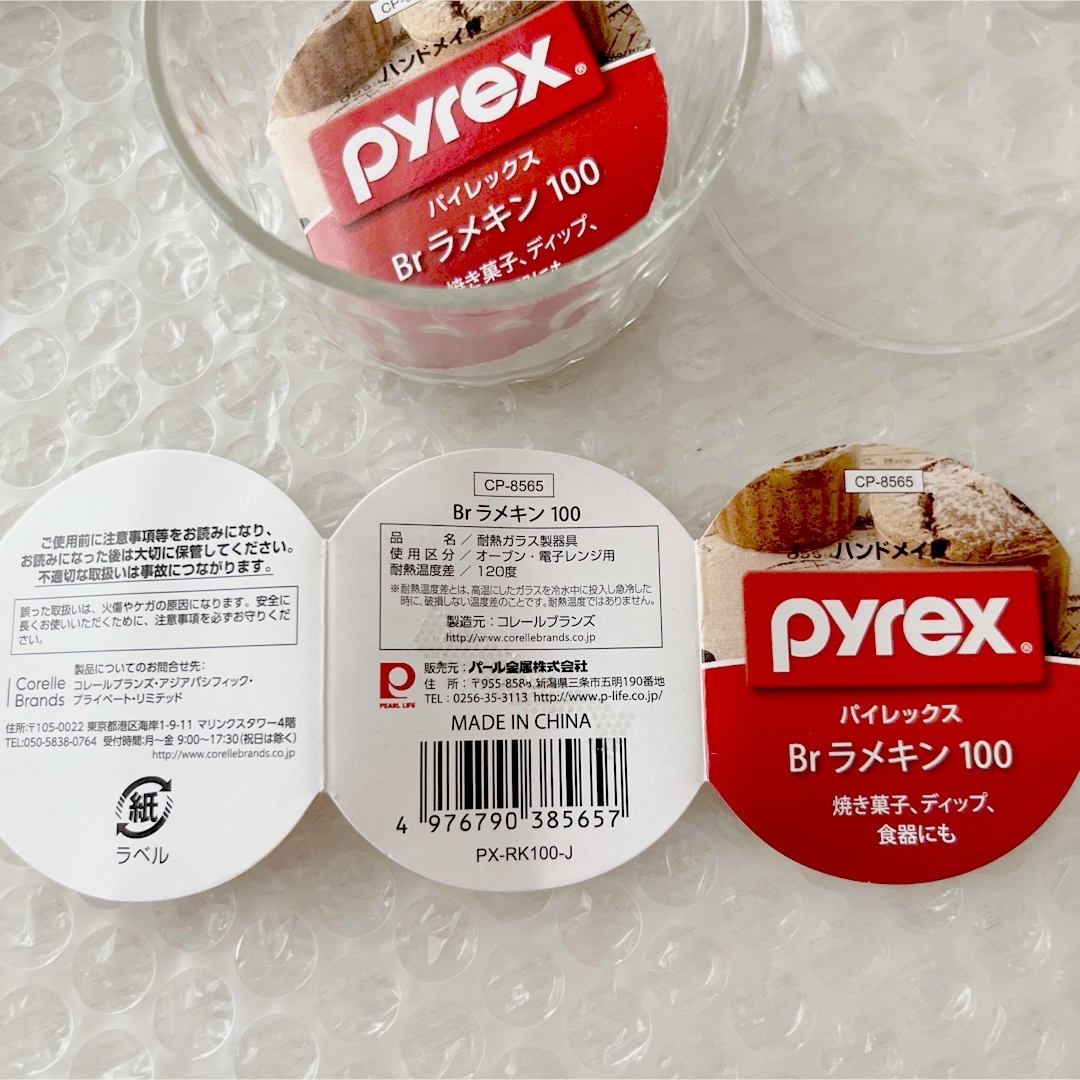 CP-8
ハンドメイ
pyrex®
パイレックス
Br ラメキン 100
焼き菓子、ディップ、
ご使用前に注意事項等をお読みになり、
お読みになった後は大切に保管してください。
不適切な取扱いは事故につながります。
誤った取扱いは、火傷やケガの原因になります。安全に
長くお使いいただくために、注意事項を必ずお守りくだ
さい。
製品についてのお問合せ先:
Corelle Brands
コレールブランズ・アジアパシフィック・
プライベート・リミテッド
住所:〒105-0022 東京都港区海岸1-9-11 マリンクスタワー4階
TEL:050-5838-0764 受付時間:月〜金 9:00〜17:30(祝日は除く)
http://www.corellebrands.co.jp
紙
ラベル
CP-8565
Br ラメキン 100
品名/耐熱ガラス製器具
使用区分/オーブン・電子レンジ用
耐熱温度差/120度
※耐熱温度差とは、高温にしたガラスを冷水中に投入し急冷した
時に、破損しない温度差のことです。耐熱温度ではありません。
製造元:コレールブランズ
http://www.corellebrands.co.jp
PEARL LIFE
販売元:パール金属株式会社
住所:〒955-8585 新潟県三条市五明190番地
TEL:0256-35-3113 http://www.p-life.co.jp/
MADE IN CHINA
4 976790 385657
PX-RK100-J
CP-8565
ハンドメイ
pyrex®
パイレックス
Br ラメキン 100
焼き菓子、ディップ、
食器にも